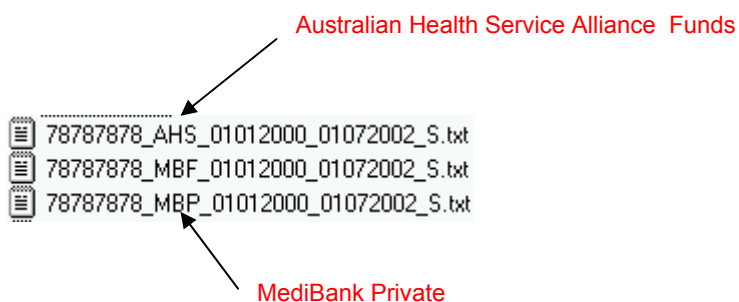 Australian Health Service Alliance Funds
78787878_AHS_01012000_01072002_S.txt
78787878_MBF_01012000_01072002_S.txt
78787878_MBP_01012000_01072002_S.txt
MediBank Private